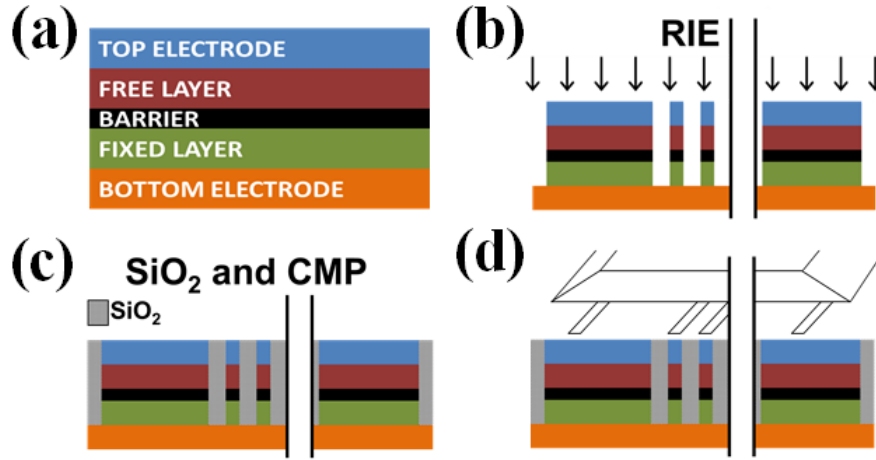 (a)
TOP ELECTRODE
FREE LAYER
BARRIER
FIXED LAYER
BOTTOM ELECTRODE
(b)
RIE
(c)
SiO₂ and CMP
SiO₂
(d)